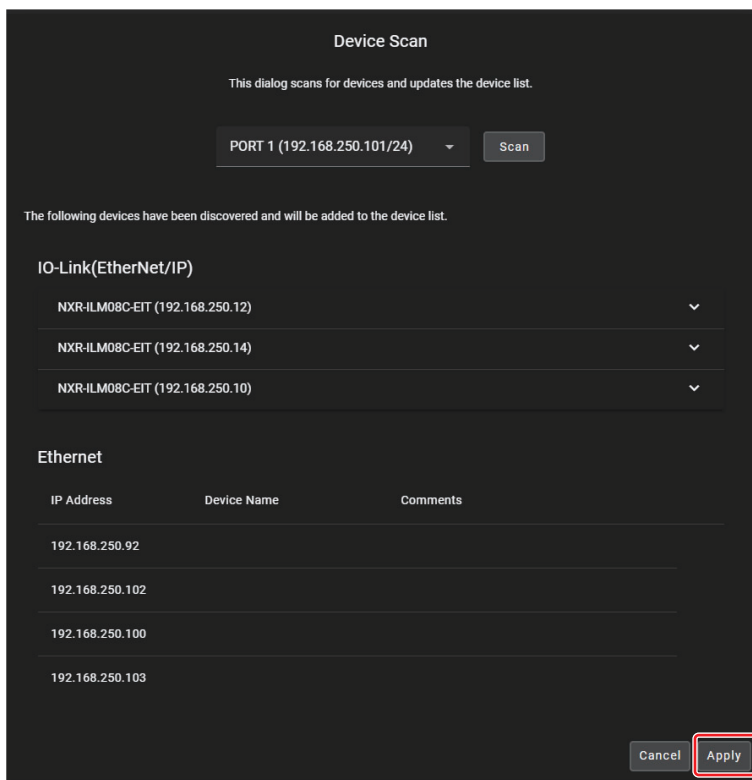 Device Scan
This dialog scans for devices and updates the device list.
PORT 1 (192.168.250.101/24)
Scan
The following devices have been discovered and will be added to the device list.
IO-Link(EtherNet/IP)
NXR-ILM08C-EIT (192.168.250.12)
NXR-ILM08C-EIT (192.168.250.14)
NXR-ILM08C-EIT (192.168.250.10)
Ethernet
IP Address Device Name Comments
192.168.250.92
192.168.250.102
192.168.250.100
192.168.250.103
Cancel Apply